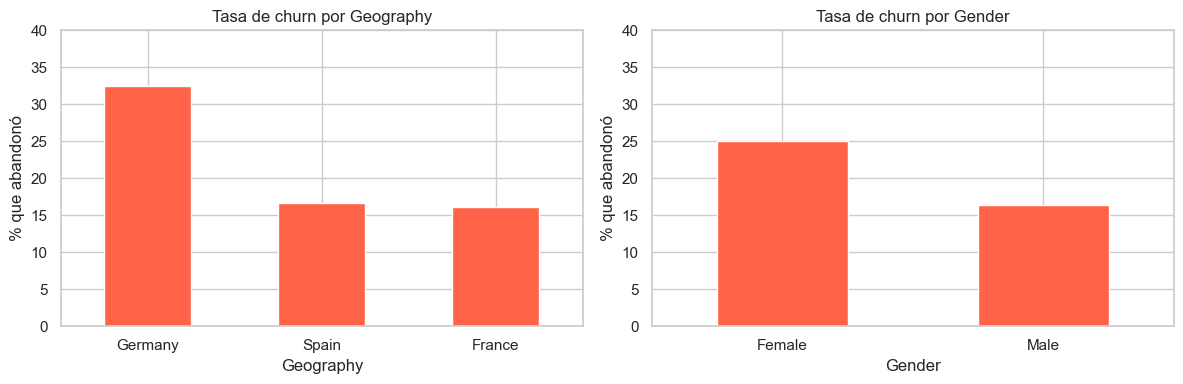 Tasa de churn por Geography
40
35
30
25
20
15
10
5
0
% que abandonó
Germany Spain France
Geography
Tasa de churn por Gender
40
35
30
25
20
15
10
5
0
% que abandonó
Female Male
Gender